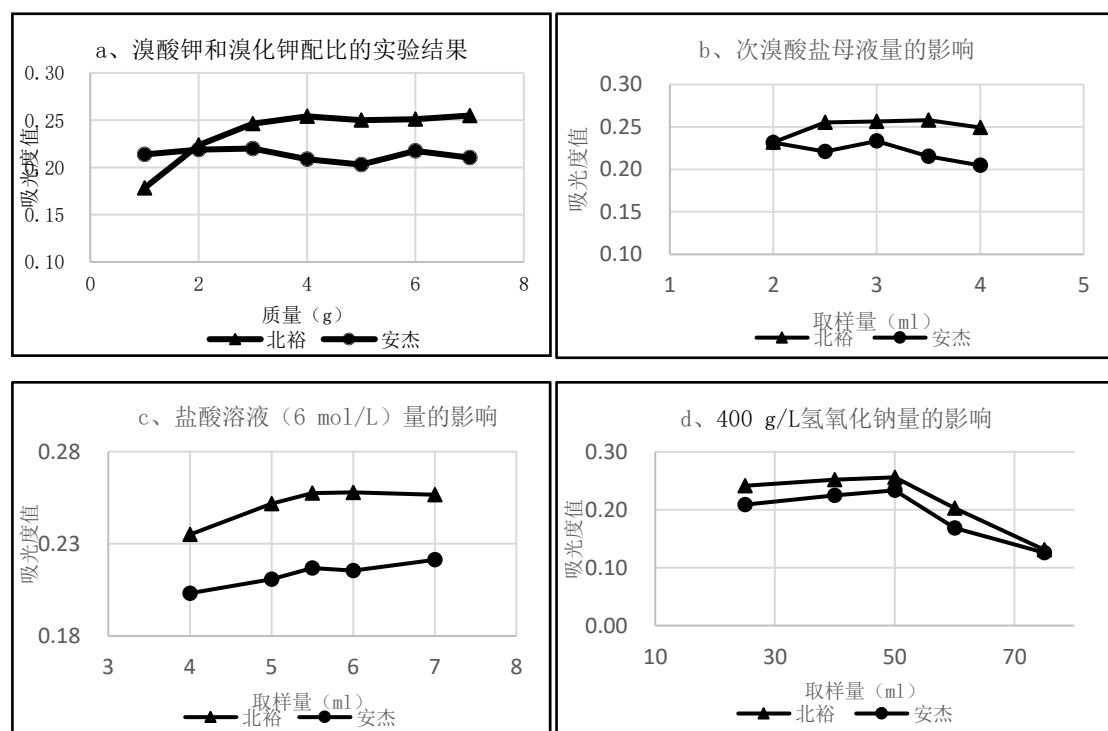 a、溴酸钾和溴化钾配比的实验结果
0.30
0.25
0.20
0.15
0.10
吸光度值
0 2 4 6 8
质量（g）
北裕 安杰
b、次溴酸盐母液量的影响
0.30
0.25
0.20
0.15
0.10
吸光度值
1 2 3 4 5
取样量（ml）
北裕 安杰
c、盐酸溶液（6 mol/L）量的影响
0.28
0.23
0.18
吸光度值
3 4 5 6 7 8
取样量（ml）
北裕 安杰
d、400 g/L氢氧化钠量的影响
0.30
0.20
0.10
0.00
吸光度值
10 30 50 70
取样量（ml）
北裕 安杰